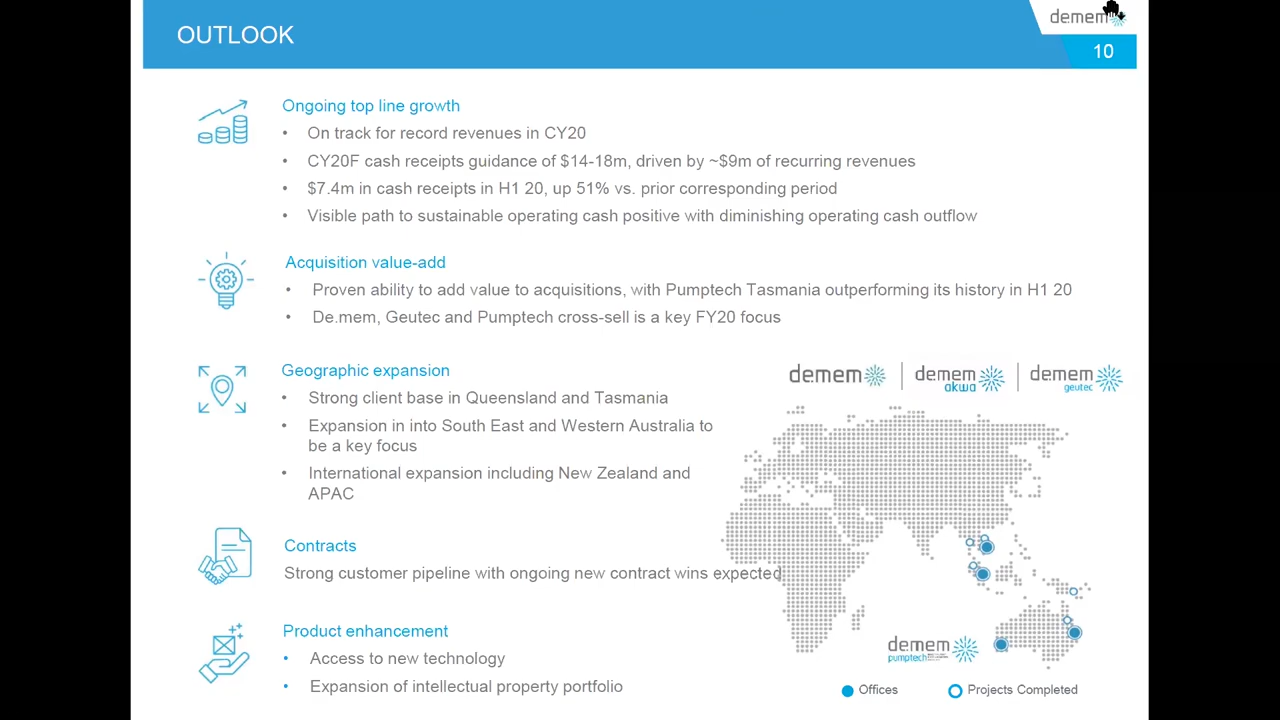 OUTLOOK
demem
10
Ongoing top line growth
• On track for record revenues in CY20
• CY20F cash receipts guidance of $14-18m, driven by ~$9m of recurring revenues
• $7.4m in cash receipts in H1 20, up 51% vs. prior corresponding period
• Visible path to sustainable operating cash positive with diminishing operating cash outflow
Acquisition value-add
• Proven ability to add value to acquisitions, with Pumptech Tasmania outperforming its history in H1 20
• De.mem, Geutec and Pumptech cross-sell is a key FY20 focus
Geographic expansion
• Strong client base in Queensland and Tasmania
• Expansion in into South East and Western Australia to
be a key focus
• International expansion including New Zealand and
APAC
demem
demem
akwa
demem
geutec
Contracts
Strong customer pipeline with ongoing new contract wins expected
Product enhancement
• Access to new technology
• Expansion of intellectual property portfolio
demem
pumptech
Offices
Projects Completed